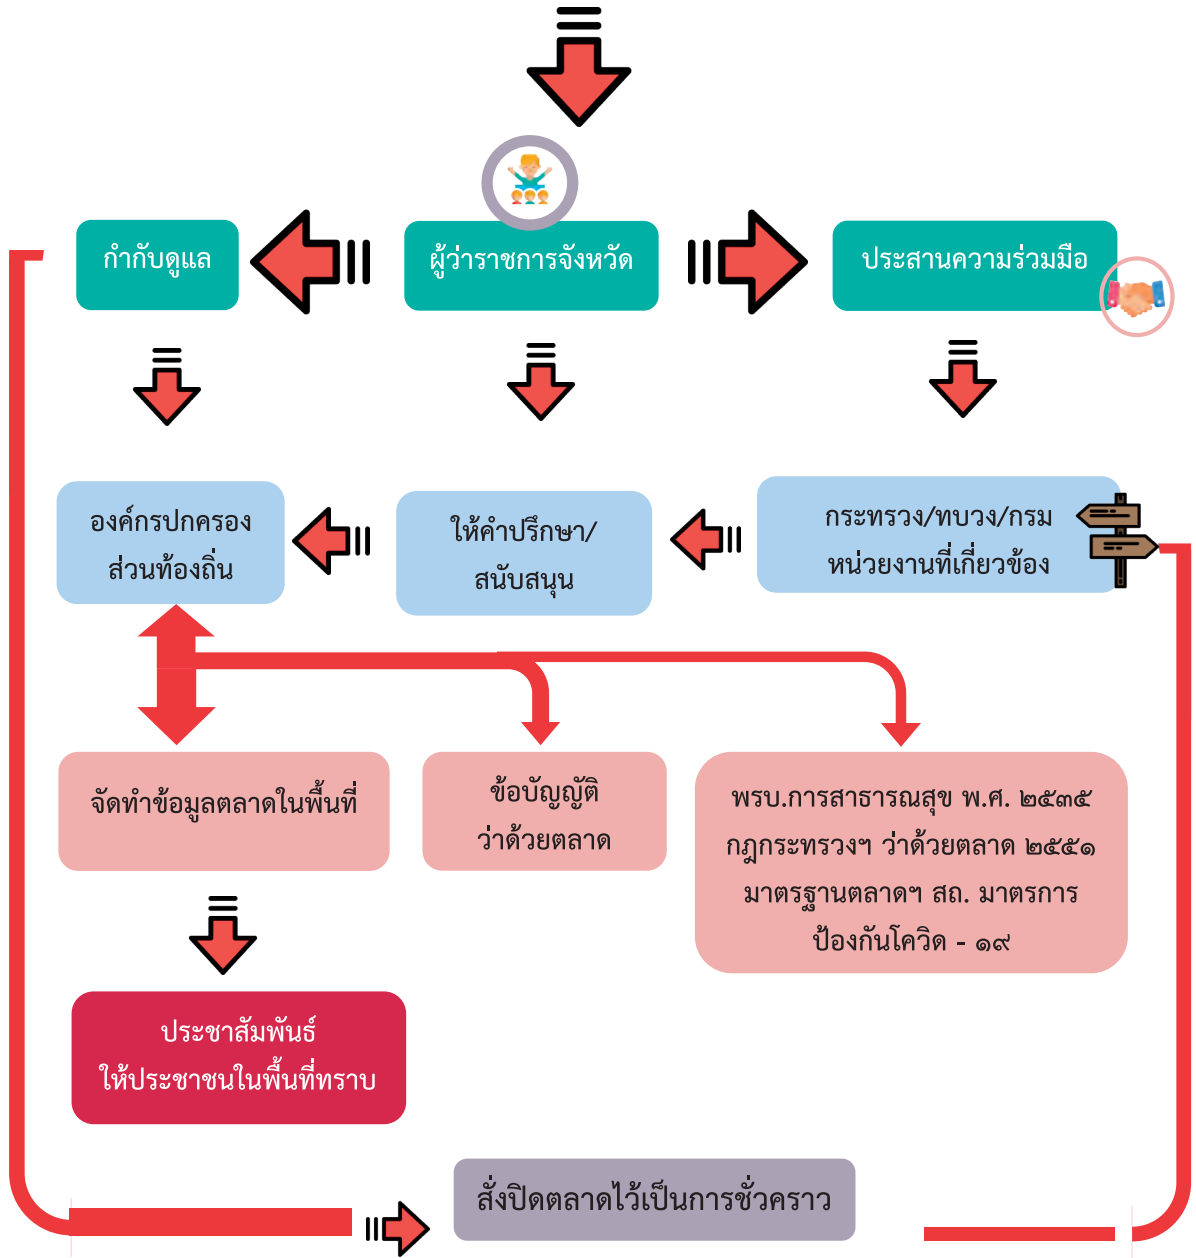 กำกับดูแล
ผู้ว่าราชการจังหวัด
ประสานความร่วมมือ
องค์กรปกครอง
ส่วนท้องถิ่น
ให้คำปรึกษา/
สนับสนุน
กระทรวง/ทบวง/กรม
หน่วยงานที่เกี่ยวข้อง
จัดทำข้อมูลตลาดในพื้นที่
ข้อบัญญัติ
ว่าด้วยตลาด
พรบ.การสาธารณสุข พ.ศ. ๒๕๓๕
กฎกระทรวงฯ ว่าด้วยตลาด ๒๕๕๑
มาตรฐานตลาดฯ สถ. มาตรการ
ป้องกันโควิด - ๑๙
ประชาสัมพันธ์
ให้ประชาชนในพื้นที่ทราบ
สั่งปิดตลาดไว้เป็นการชั่วคราว